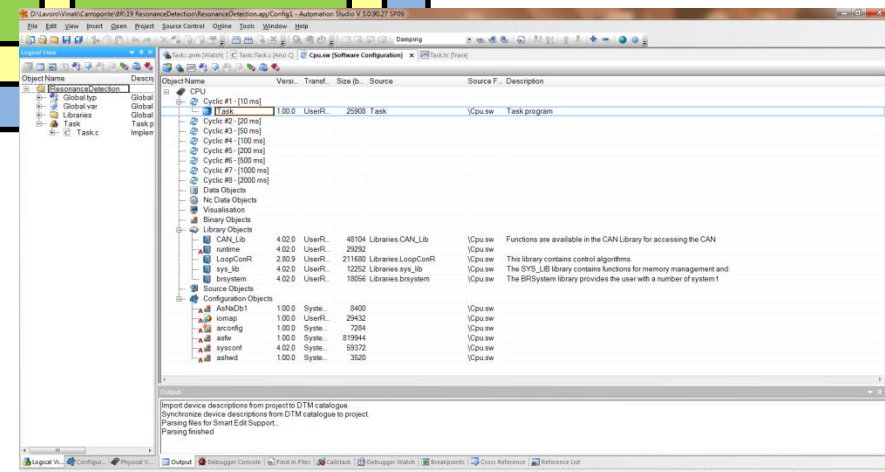 D:\Lavoro\Vinati\Carroponte\BR\19 ResonanceDetection\ResonanceDetection.apj/Config1 - Automation Studio V 3.0.90.27 SP09
File Edit View Insert Open Project Source Control Online Tools Window Help
Damping
Logical View
Task::pvm [Watch] Task::Task.c [Ansi C] Cpu.sw [Software Configuration] x Task.tc [Trace]
Object Name Descri
Object Name Versi... Transf... Size (b... Source Source F... Description
ResonanceDetection
CPU
Global.typ Global
Cyclic #1 - [10 ms]
Global.var Global
Task 1.00.0 UserR... 25908 Task \Cpu.sw Task program
Libraries Global
Cyclic #2 - [20 ms]
Task Task p
Cyclic #3 - [50 ms]
Task.c Implem
Cyclic #4 - [100 ms]
Cyclic #5 - [200 ms]
Cyclic #6 - [500 ms]
Cyclic #7 - [1000 ms]
Cyclic #8 - [2000 ms]
Data Objects
Nc Data Objects
Visualisation
Binary Objects
Library Objects
CAN_Lib 4.02.0 UserR... 48104 Libraries.CAN_Lib \Cpu.sw Functions are available in the CAN Library for accessing the CAN
runtime 4.02.0 UserR... 29292 \Cpu.sw
LoopConR 2.80.9 UserR... 211680 Libraries.LoopConR \Cpu.sw This library contains control algorithms.
sys_lib 4.02.0 UserR... 12252 Libraries.sys_lib \Cpu.sw The SYS_LIB library contains functions for memory management and
brsystem 4.02.0 UserR... 18056 Libraries.brsystem \Cpu.sw The BRSystem library provides the user with a number of system f
Source Objects
Configuration Objects
AsNxDb1 1.00.0 Syste... 8400 \Cpu.sw
iomap 1.00.0 UserR... 29432 \Cpu.sw
arconfig 1.00.0 Syste... 7284 \Cpu.sw
asfw 1.00.0 Syste... 819944 \Cpu.sw
sysconf 4.02.0 Syste... 59372 \Cpu.sw
ashwd 1.00.0 Syste... 3520 \Cpu.sw
Output
Import device descriptions from project to DTM catalogue.
Synchronize device descriptions from DTM catalogue to project.
Parsing files for Smart Edit Support...
Parsing finished
Logical Vi... Configur... Physical V... Output Debugger Console Find in Files Callstack Debugger Watch Breakpoints Cross Reference Reference List